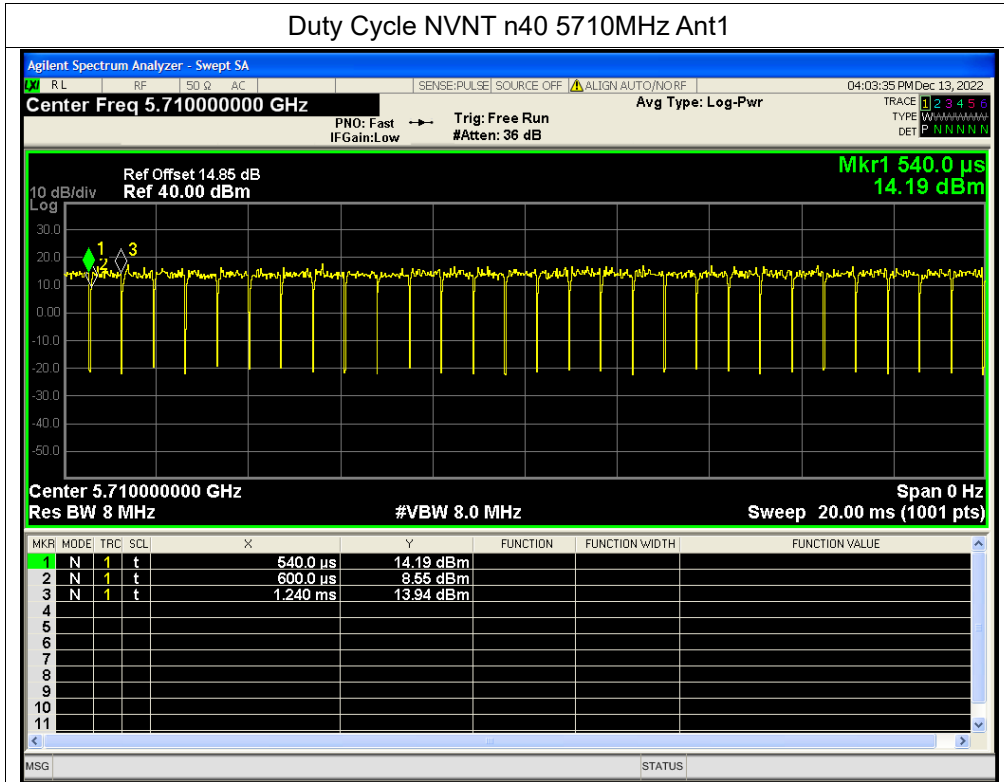 Duty Cycle NVNT n40 5710MHz Ant1
Agilent Spectrum Analyzer - Swept SA
LXI RL RF 50 Ω AC SENSE:PULSE SOURCE OFF ALIGN AUTO/NO RF 04:03:35 PM Dec 13, 2022
Center Freq 5.710000000 GHz Avg Type: Log-Pwr TRACE 1 2 3 4 5 6
PNO: Fast Trig: Free Run TYPE W
IFGain:Low #Atten: 36 dB DET P N N N N N
Mkr1 540.0 µs
Ref Offset 14.85 dB
10 dB/div Ref 40.00 dBm 14.19 dBm
Log
30.0
20.0
10.0
0.00
-10.0
-20.0
-30.0
-40.0
-50.0
1
2
3
Center 5.710000000 GHz Span 0 Hz
Res BW 8 MHz #VBW 8.0 MHz Sweep 20.00 ms (1001 pts)
MKR MODE TRC SCL X Y FUNCTION FUNCTION WIDTH FUNCTION VALUE
1 N 1 t 540.0 µs 14.19 dBm
2 N 1 t 600.0 µs 8.55 dBm
3 N 1 t 1.240 ms 13.94 dBm
4
5
6
7
8
9
10
11
MSG STATUS